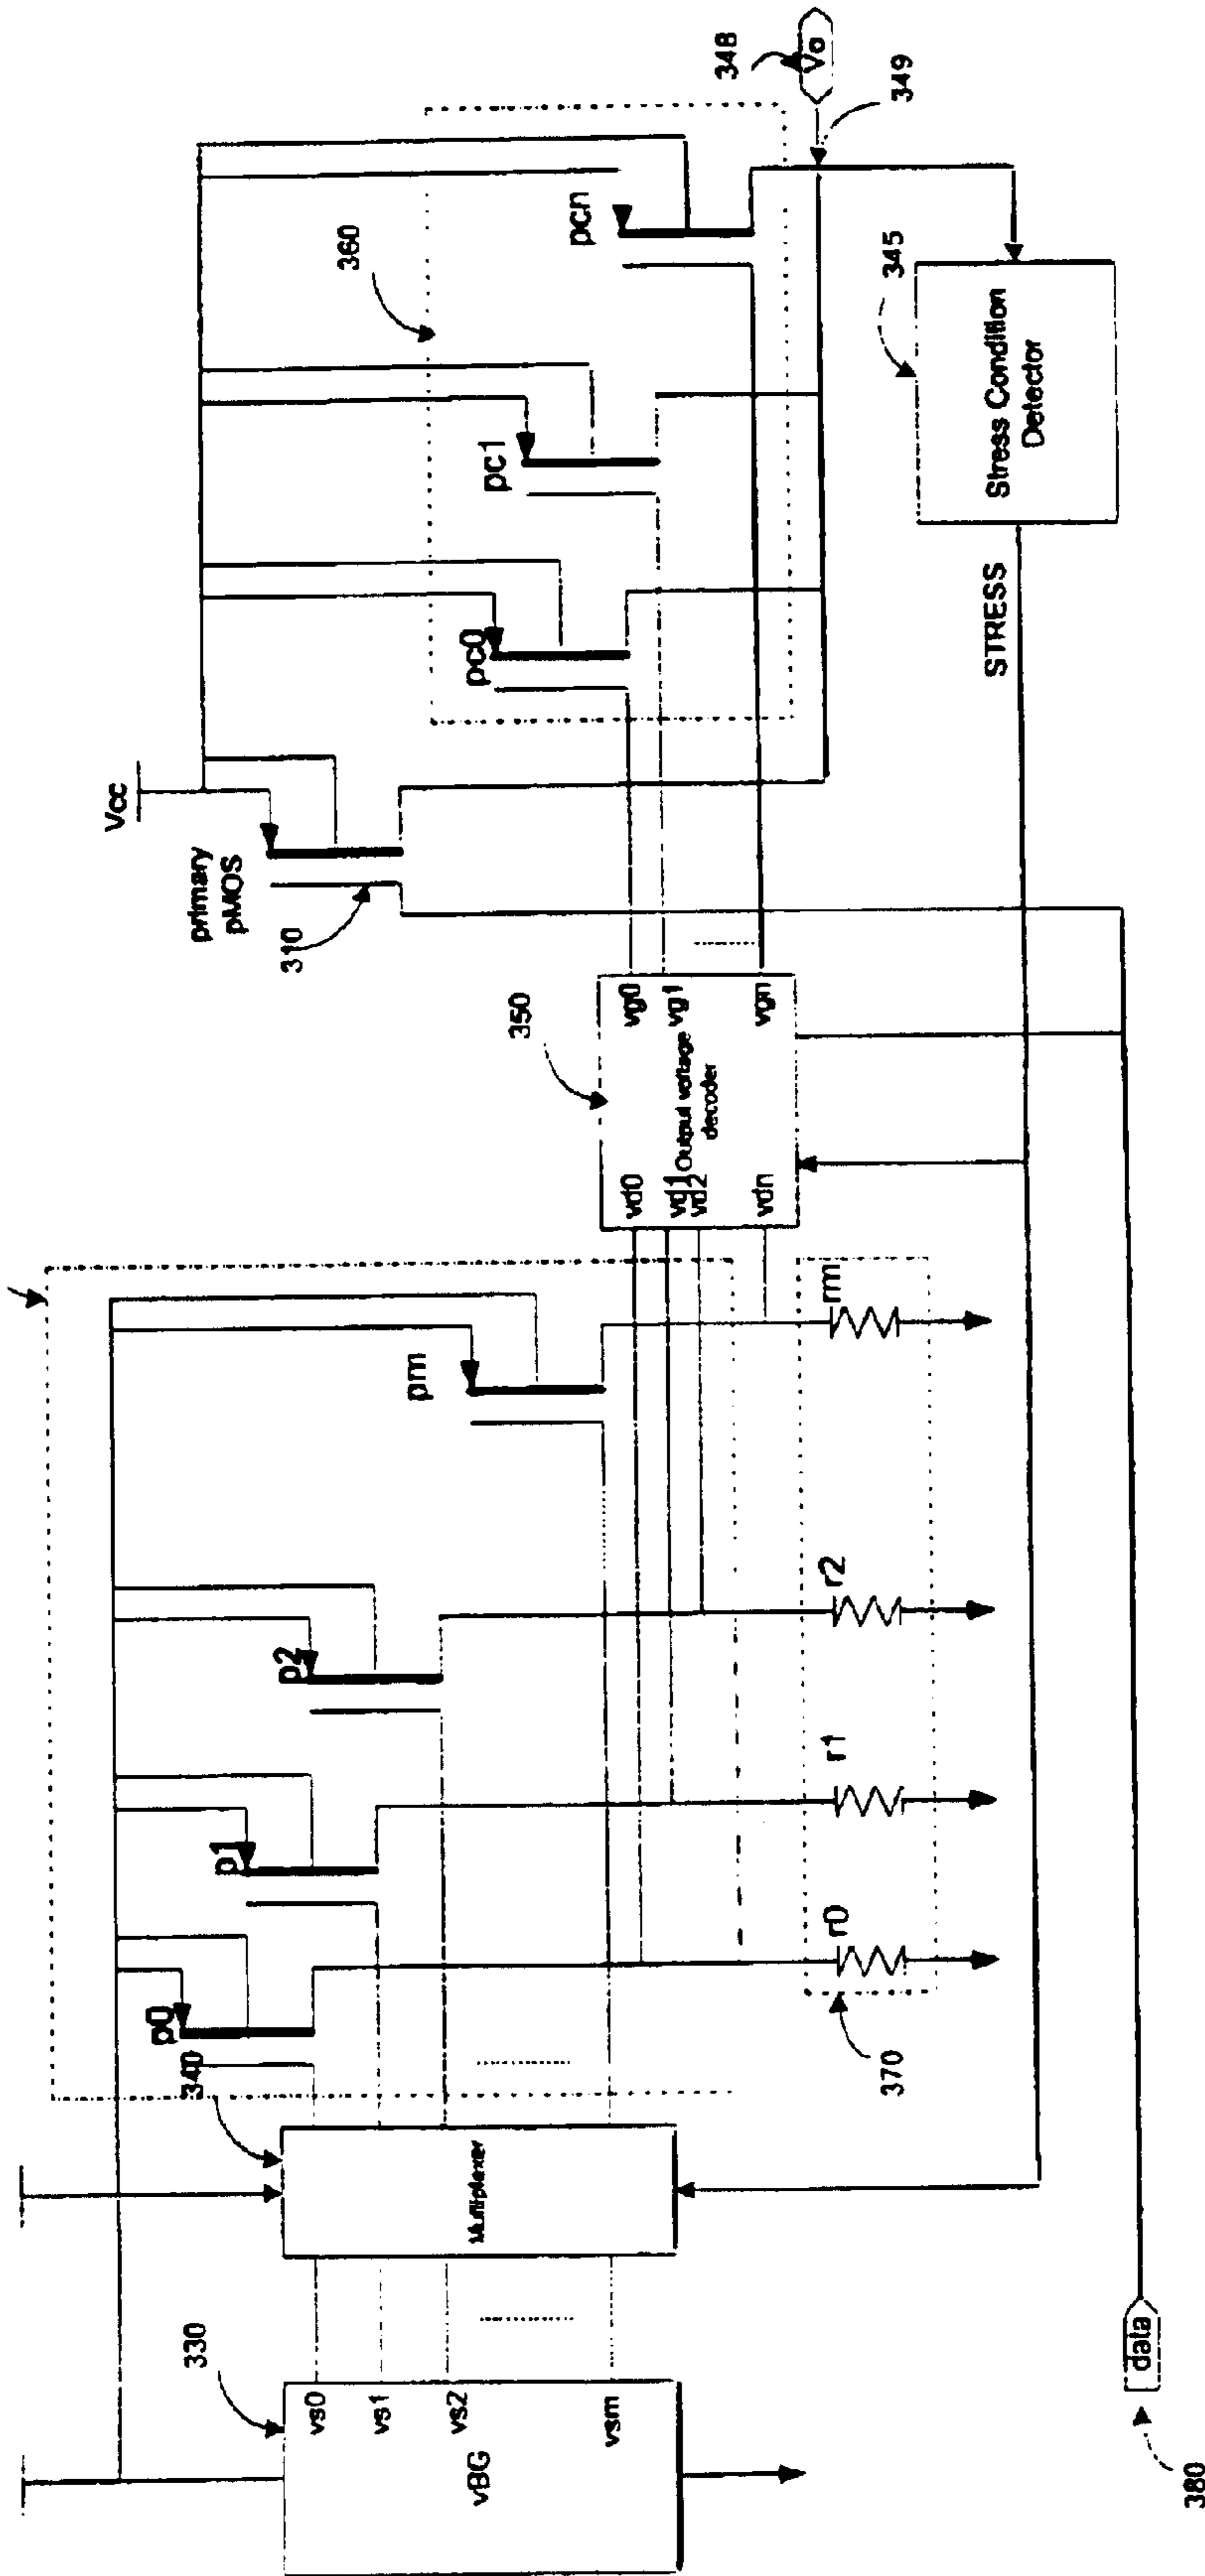 Vcc
primary
pMOS
310
360
pc0
pc1
pcn
348
Vo
349
345
Stress Condition
Detector
STRESS
350
vd0
vd1
vd2
vdn
Output voltage
decoder
vg0
vg1
vgn
p0
p1
p2
pm
340
Multiplexer
330
vs0
vs1
vs2
vsm
vBG
r0
r1
r2
rm
370
data
380